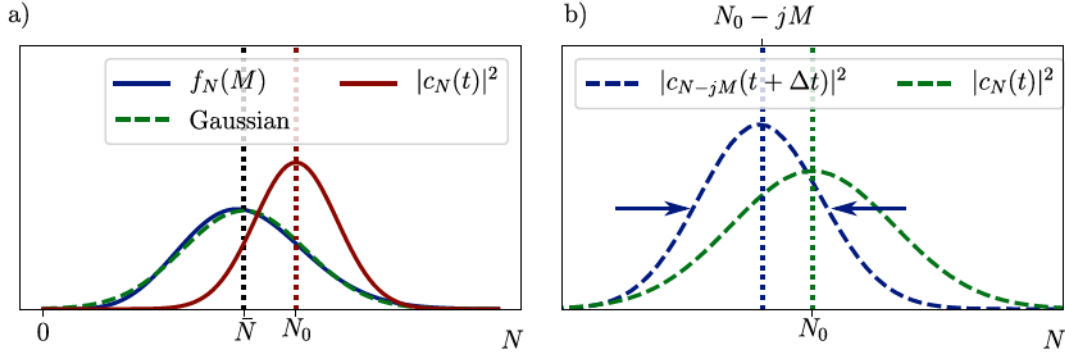 a)
f_N(M)
|c_N(t)|^2
Gaussian
0
N̄
N_0
N
b)
N_0 − jM
|c_{N−jM}(t + Δt)|^2
|c_N(t)|^2
N_0
N